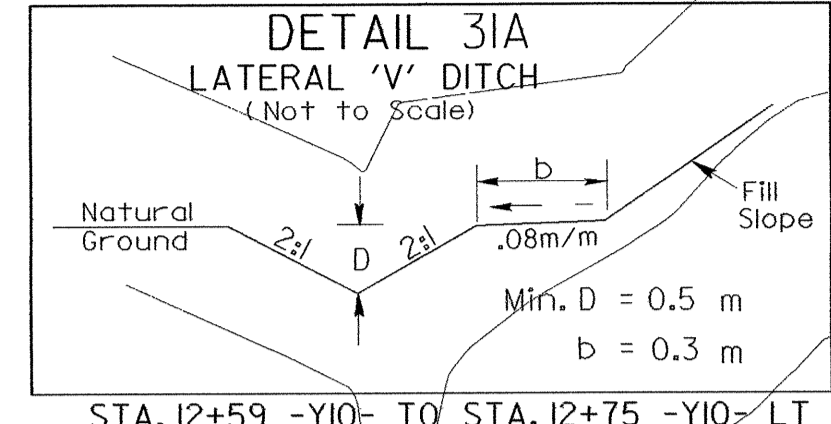 DETAIL 31A
LATERAL 'V' DITCH
(Not to Scale)
b
Natural
Ground
2:1
D
2:1
.08m/m
Fill
Slope
Min. D = 0.5 m
b = 0.3 m
STA. 12+59 -Y10- TO STA. 12+75 -Y10- LT